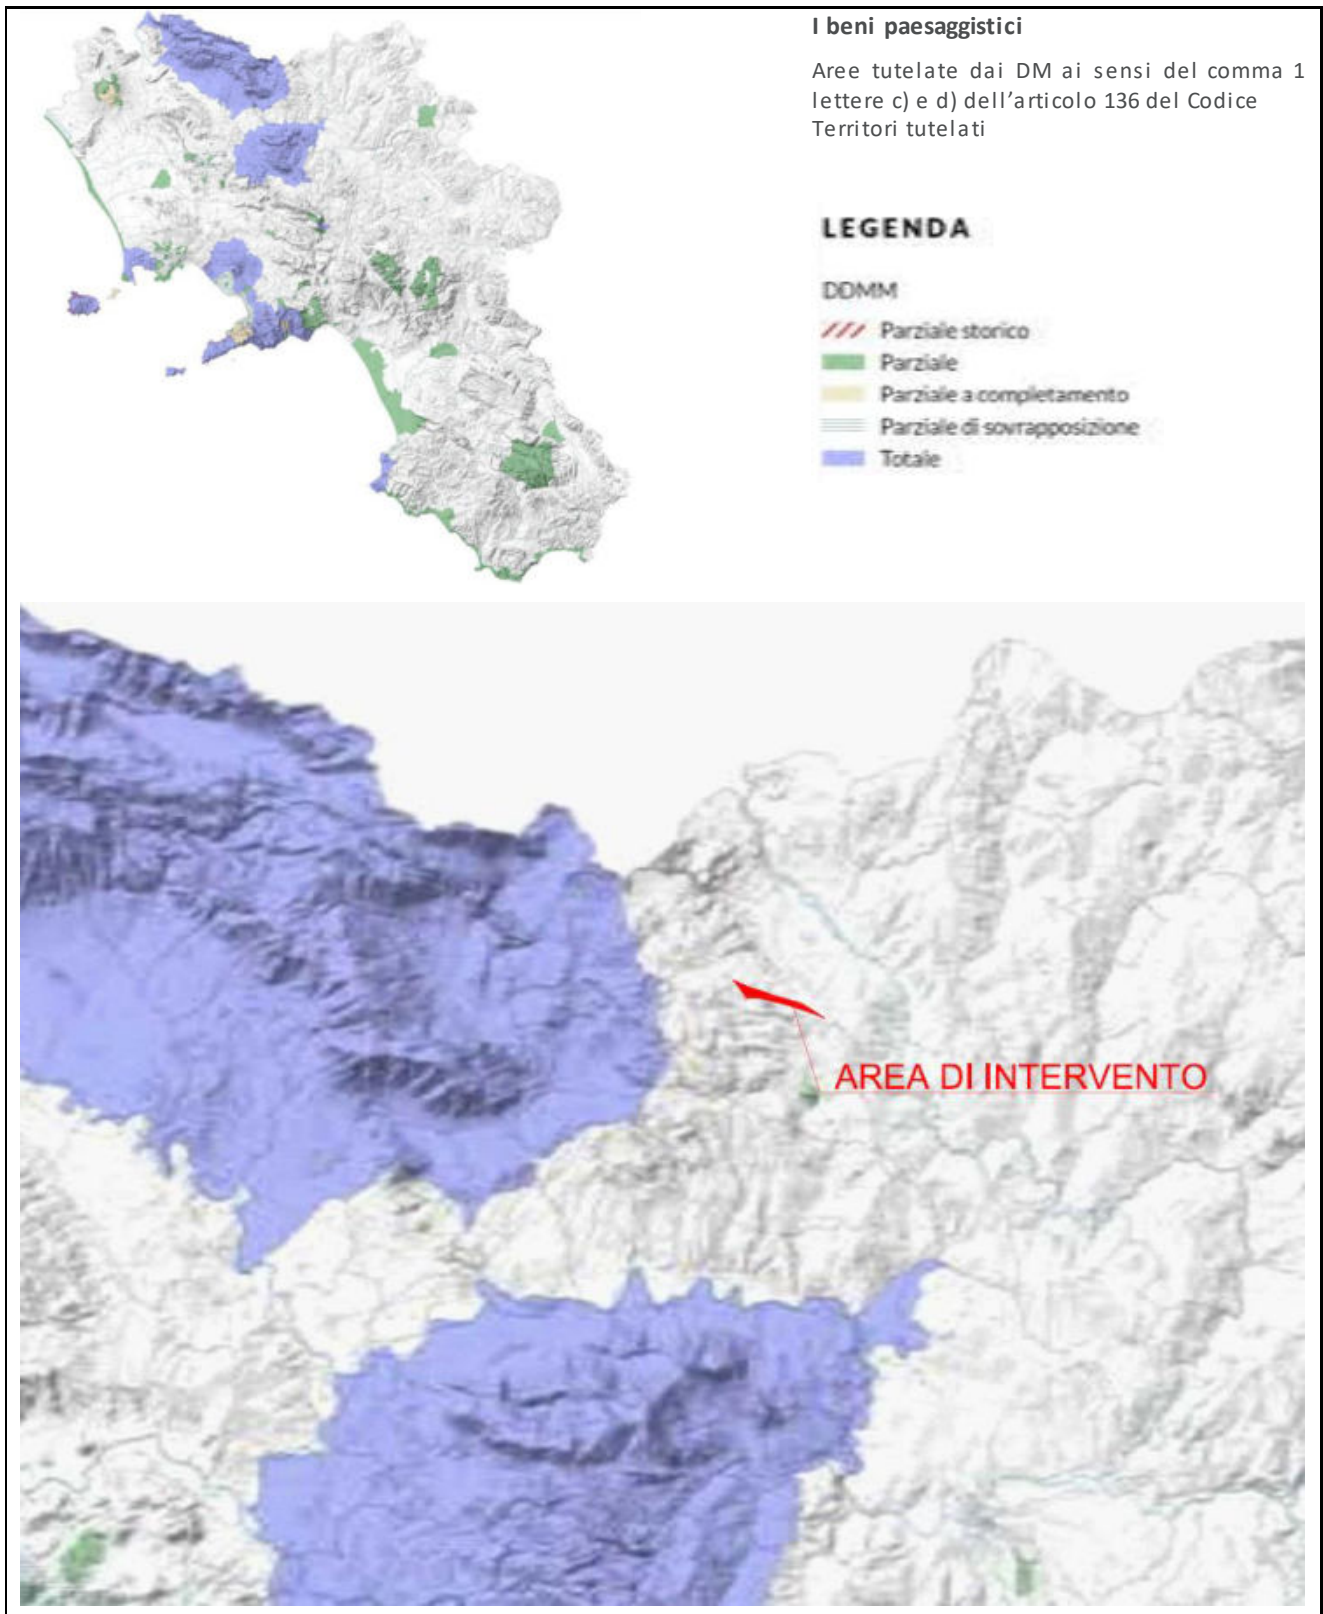 I beni paesaggistici
Aree tutelate dai DM ai sensi del comma 1
lettere c) e d) dell’articolo 136 del Codice
Territori tutelati
LEGENDA
DDMM
Parziale storico
Parziale
Parziale a completamento
Parziale di sovrapposizione
Totale
AREA DI INTERVENTO